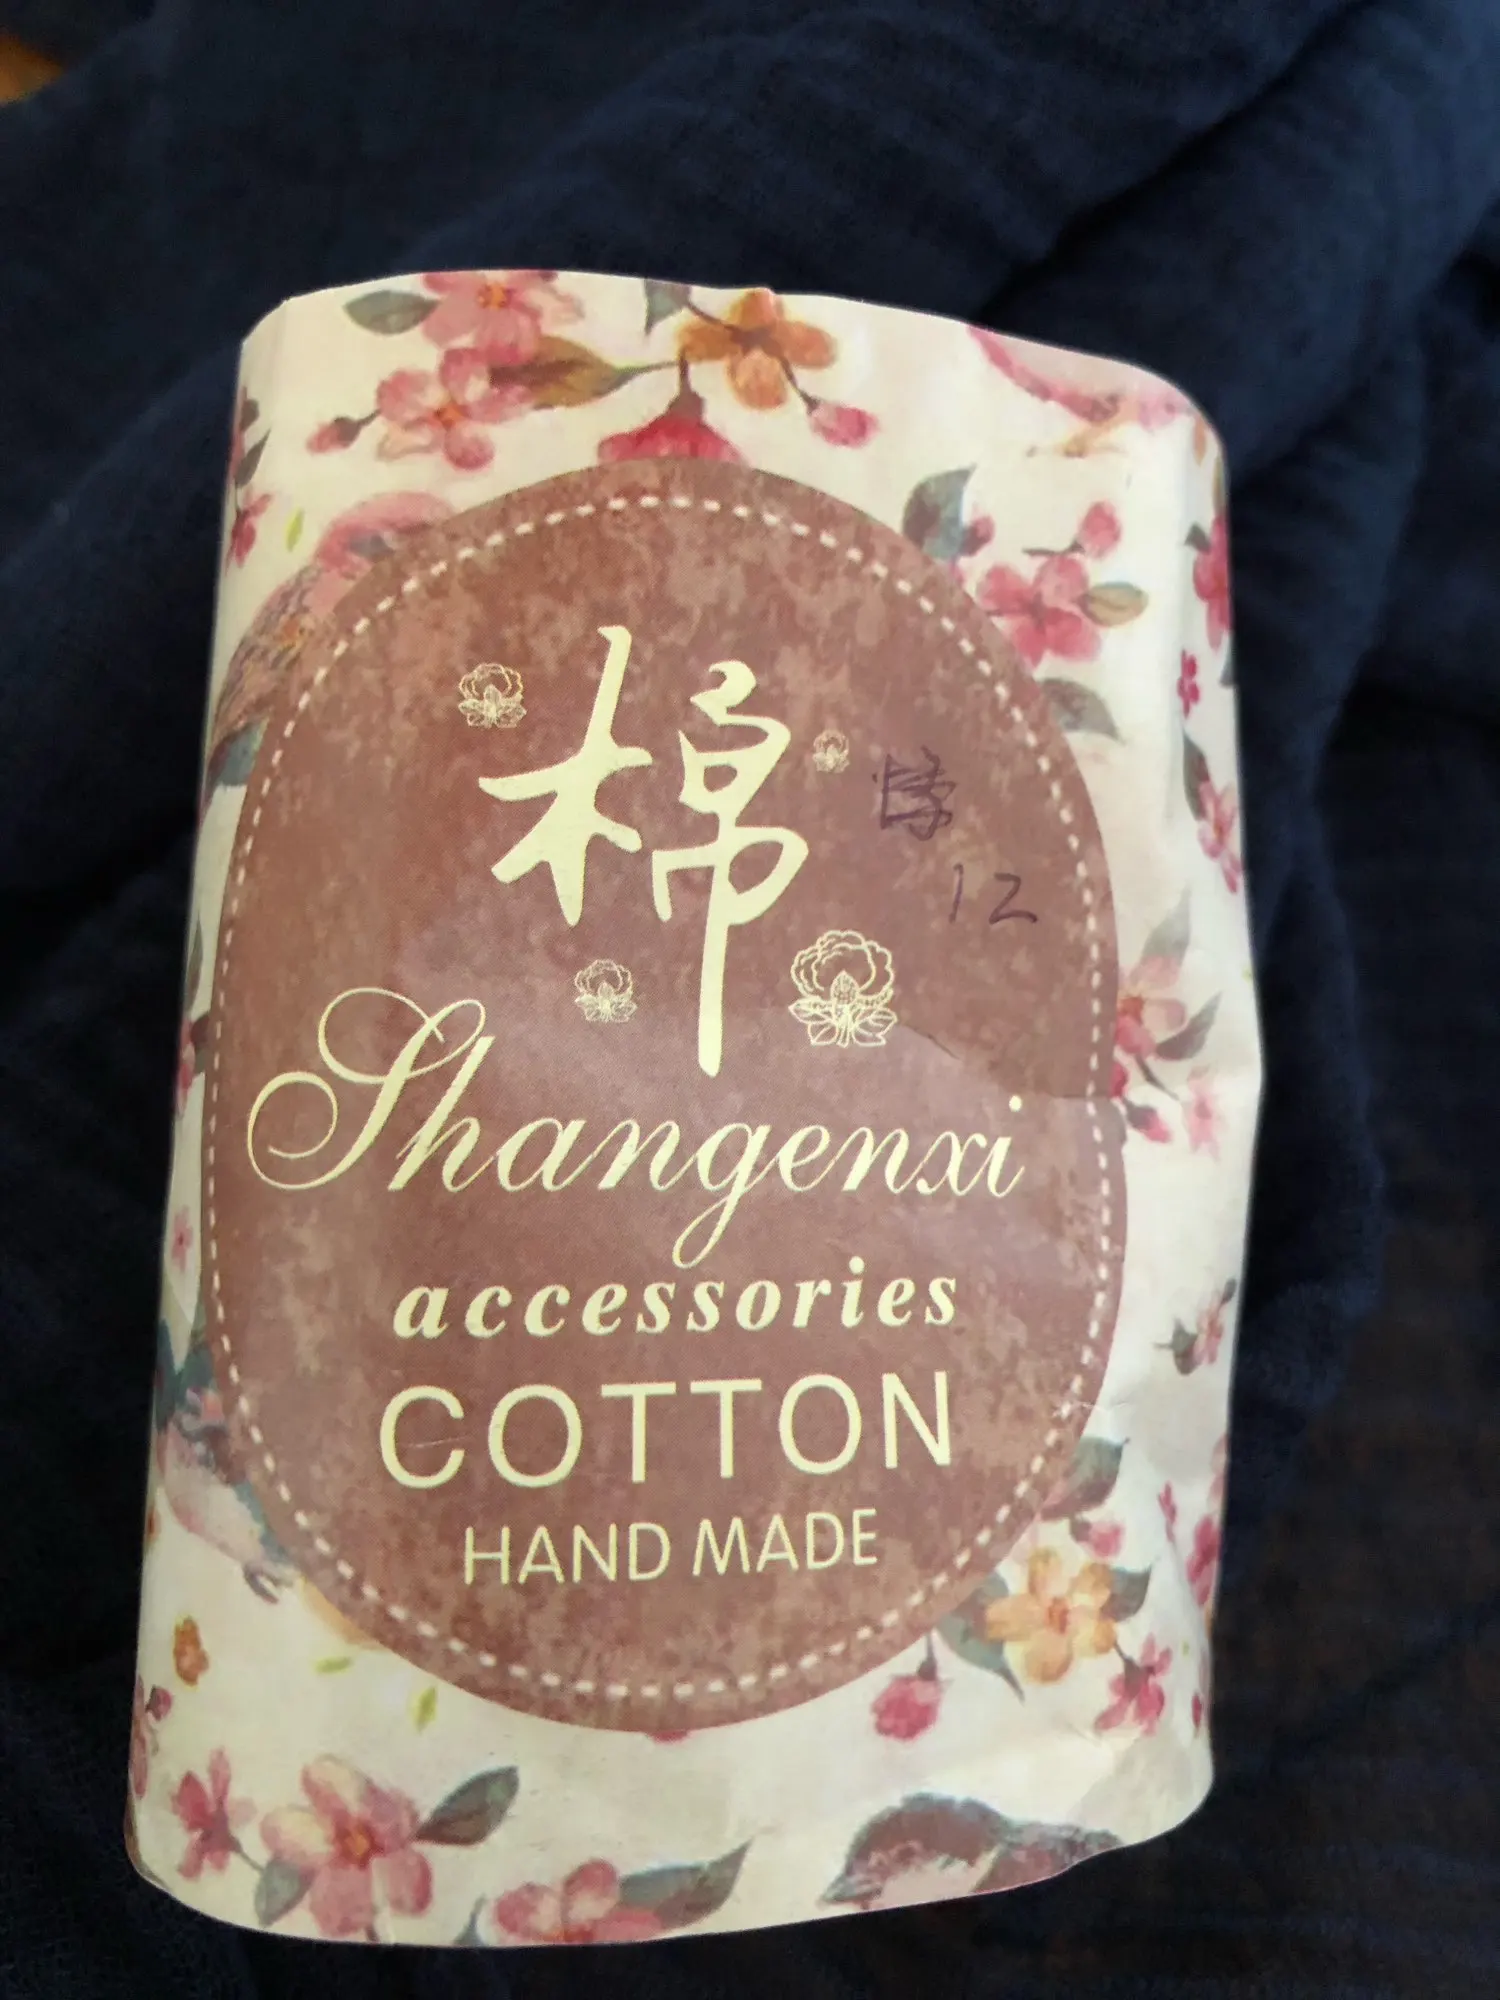 棉
12
Shangenxi
accessories
COTTON
HAND MADE